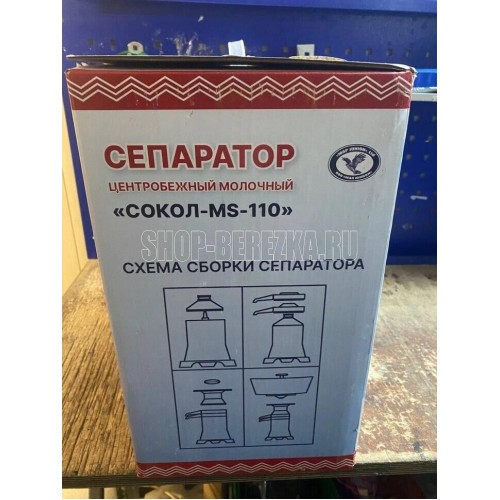 СЕПАРАТОР
ЦЕНТРОБЕЖНЫЙ МОЛОЧНЫЙ
«СОКОЛ-MS-110»
SHOP-BEREZKA.RU
СХЕМА СБОРКИ СЕПАРАТОРА